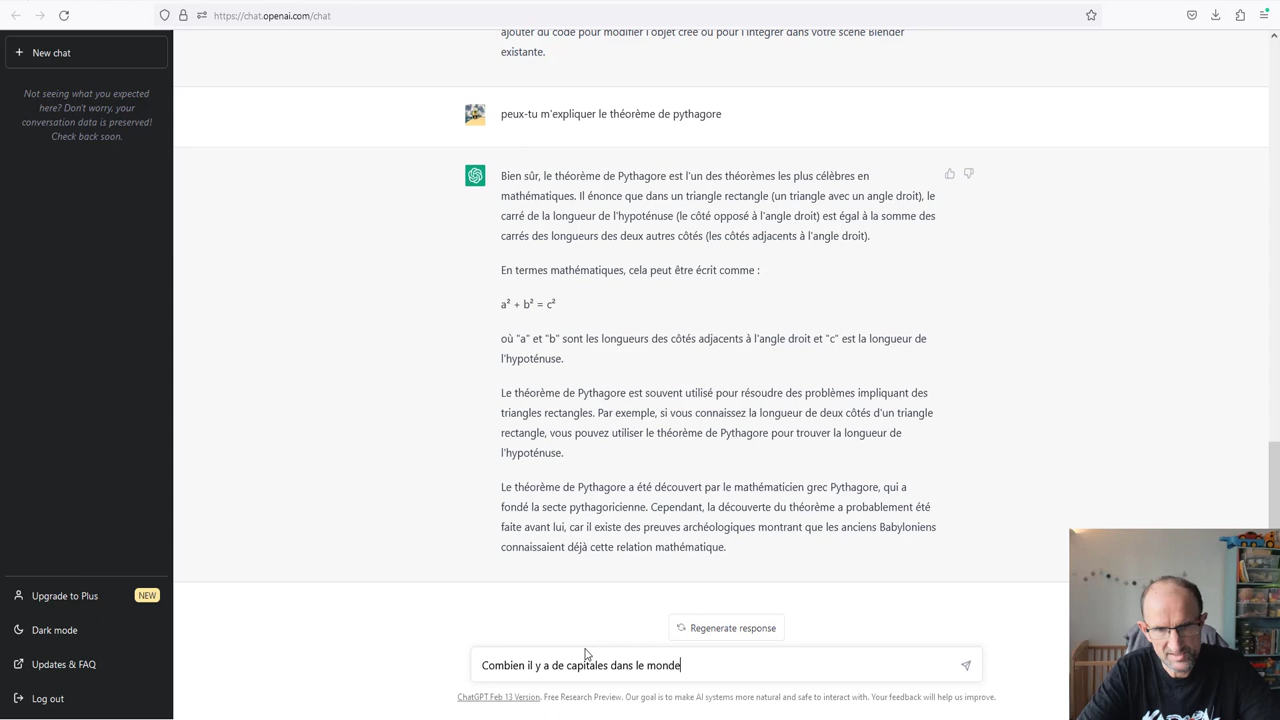 https://chat.openai.com/chat
New chat
Not seeing what you expected
here? Don't worry, your
conversation data is preserved!
Check back soon.
ajouter du code pour modifier l'objet créé ou pour l'intégrer dans votre scène Blender
existante.
peux-tu m'expliquer le théorème de pythagore
Bien sûr, le théorème de Pythagore est l'un des théorèmes les plus célèbres en
mathématiques. Il énonce que dans un triangle rectangle (un triangle avec un angle droit), le
carré de la longueur de l'hypoténuse (le côté opposé à l'angle droit) est égal à la somme des
carrés des longueurs des deux autres côtés (les côtés adjacents à l'angle droit).
En termes mathématiques, cela peut être écrit comme :
a² + b² = c²
où "a" et "b" sont les longueurs des côtés adjacents à l'angle droit et "c" est la longueur de
l'hypoténuse.
Le théorème de Pythagore est souvent utilisé pour résoudre des problèmes impliquant des
triangles rectangles. Par exemple, si vous connaissez la longueur de deux côtés d'un triangle
rectangle, vous pouvez utiliser le théorème de Pythagore pour trouver la longueur de
l'hypoténuse.
Le théorème de Pythagore a été découvert par le mathématicien grec Pythagore, qui a
fondé la secte pythagoricienne. Cependant, la découverte du théorème a probablement été
faite avant lui, car il existe des preuves archéologiques montrant que les anciens Babyloniens
connaissaient déjà cette relation mathématique.
Upgrade to Plus NEW
Dark mode
Updates & FAQ
Log out
Regenerate response
Combien il y a de capitales dans le monde
ChatGPT Feb 13 Version. Free Research Preview. Our goal is to make AI systems more natural and safe to interact with. Your feedback will help us improve.